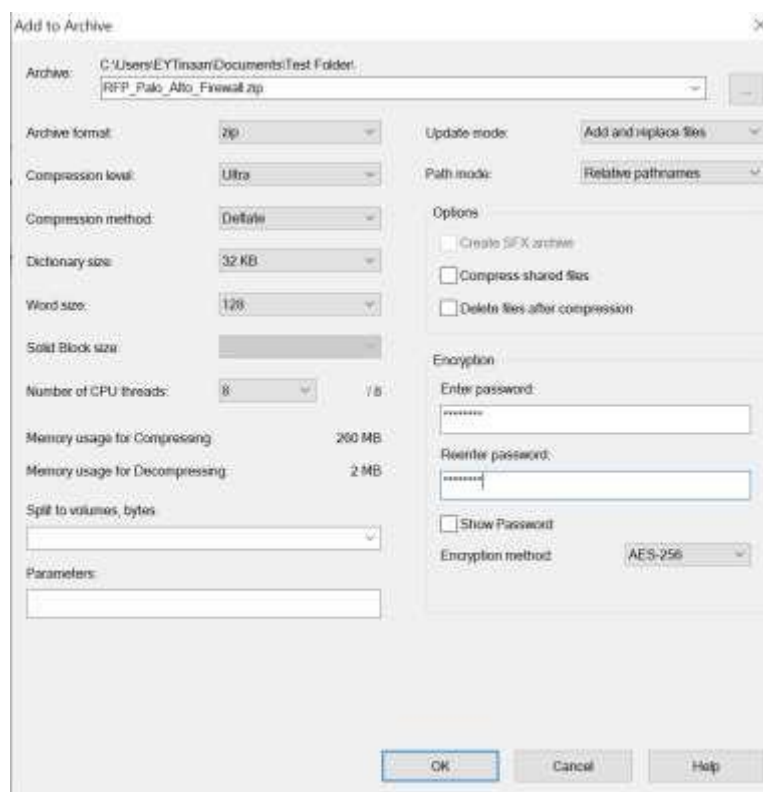 Add to Archive
Archive:
C:\Users\EYTinaan\Documents\Test Folder\
RFP_Palo_Alto_Firewall.zip
...
Archive format:
zip
Compression level:
Ultra
Compression method:
Deflate
Dictionary size:
32 KB
Word size:
128
Solid Block size:
Number of CPU threads:
8
/ 8
Memory usage for Compressing:
260 MB
Memory usage for Decompressing:
2 MB
Split to volumes, bytes:
Parameters:
Update mode:
Add and replace files
Path mode:
Relative pathnames
Options
Create SFX archive
Compress shared files
Delete files after compression
Encryption
Enter password:
********
Reenter password:
********
Show Password
Encryption method:
AES-256
OK
Cancel
Help